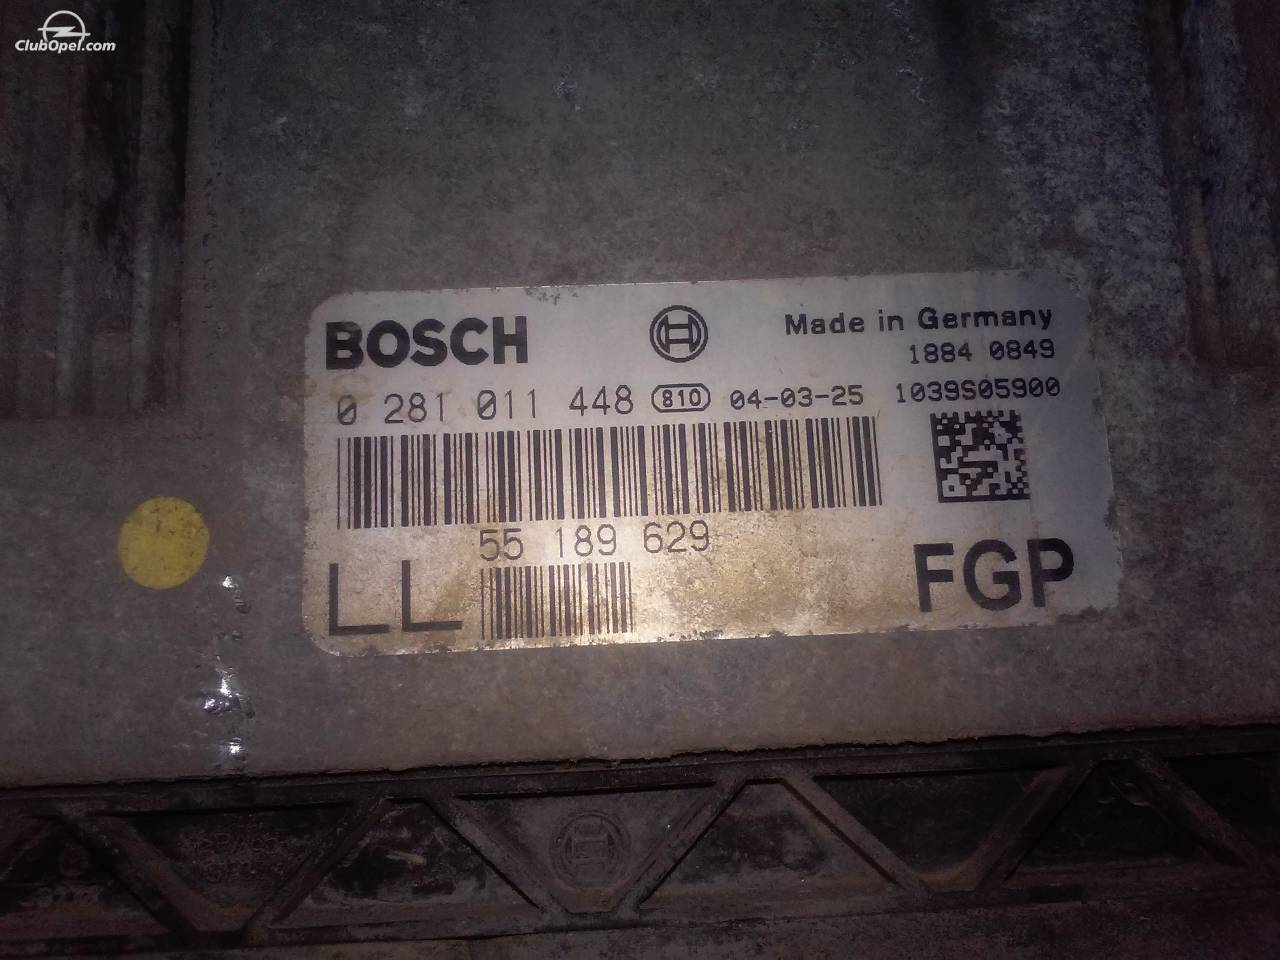 ClubOpel.com
BOSCH
Made in Germany
1884 0849
0 281 011 448 810 04-03-25 1039S05900
55 189 629
LL
FGP